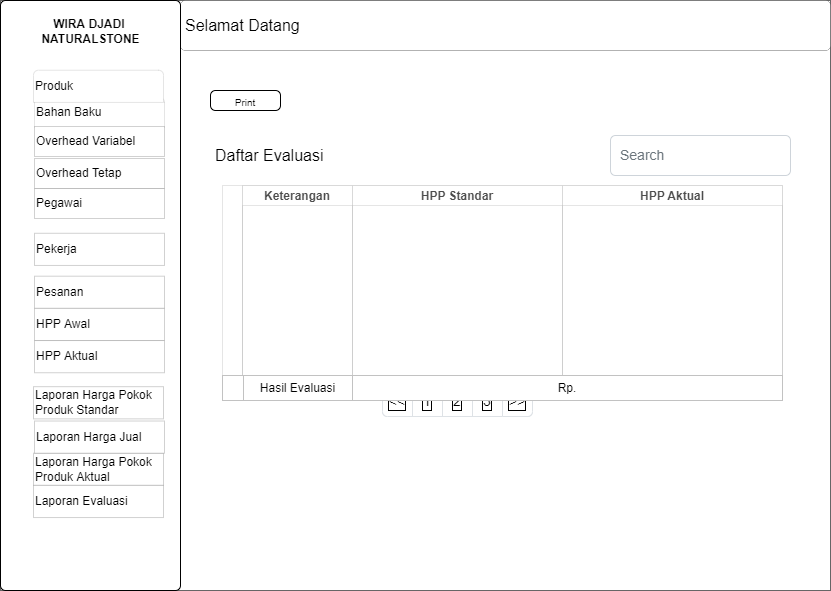 WIRA DJADI
NATURALSTONE
Selamat Datang
Produk
Bahan Baku
Overhead Variabel
Overhead Tetap
Pegawai
Pekerja
Pesanan
HPP Awal
HPP Aktual
Laporan Harga Pokok
Produk Standar
Laporan Harga Jual
Laporan Harga Pokok
Produk Aktual
Laporan Evaluasi
Print
Daftar Evaluasi
Search
Keterangan HPP Standar HPP Aktual
Hasil Evaluasi Rp.